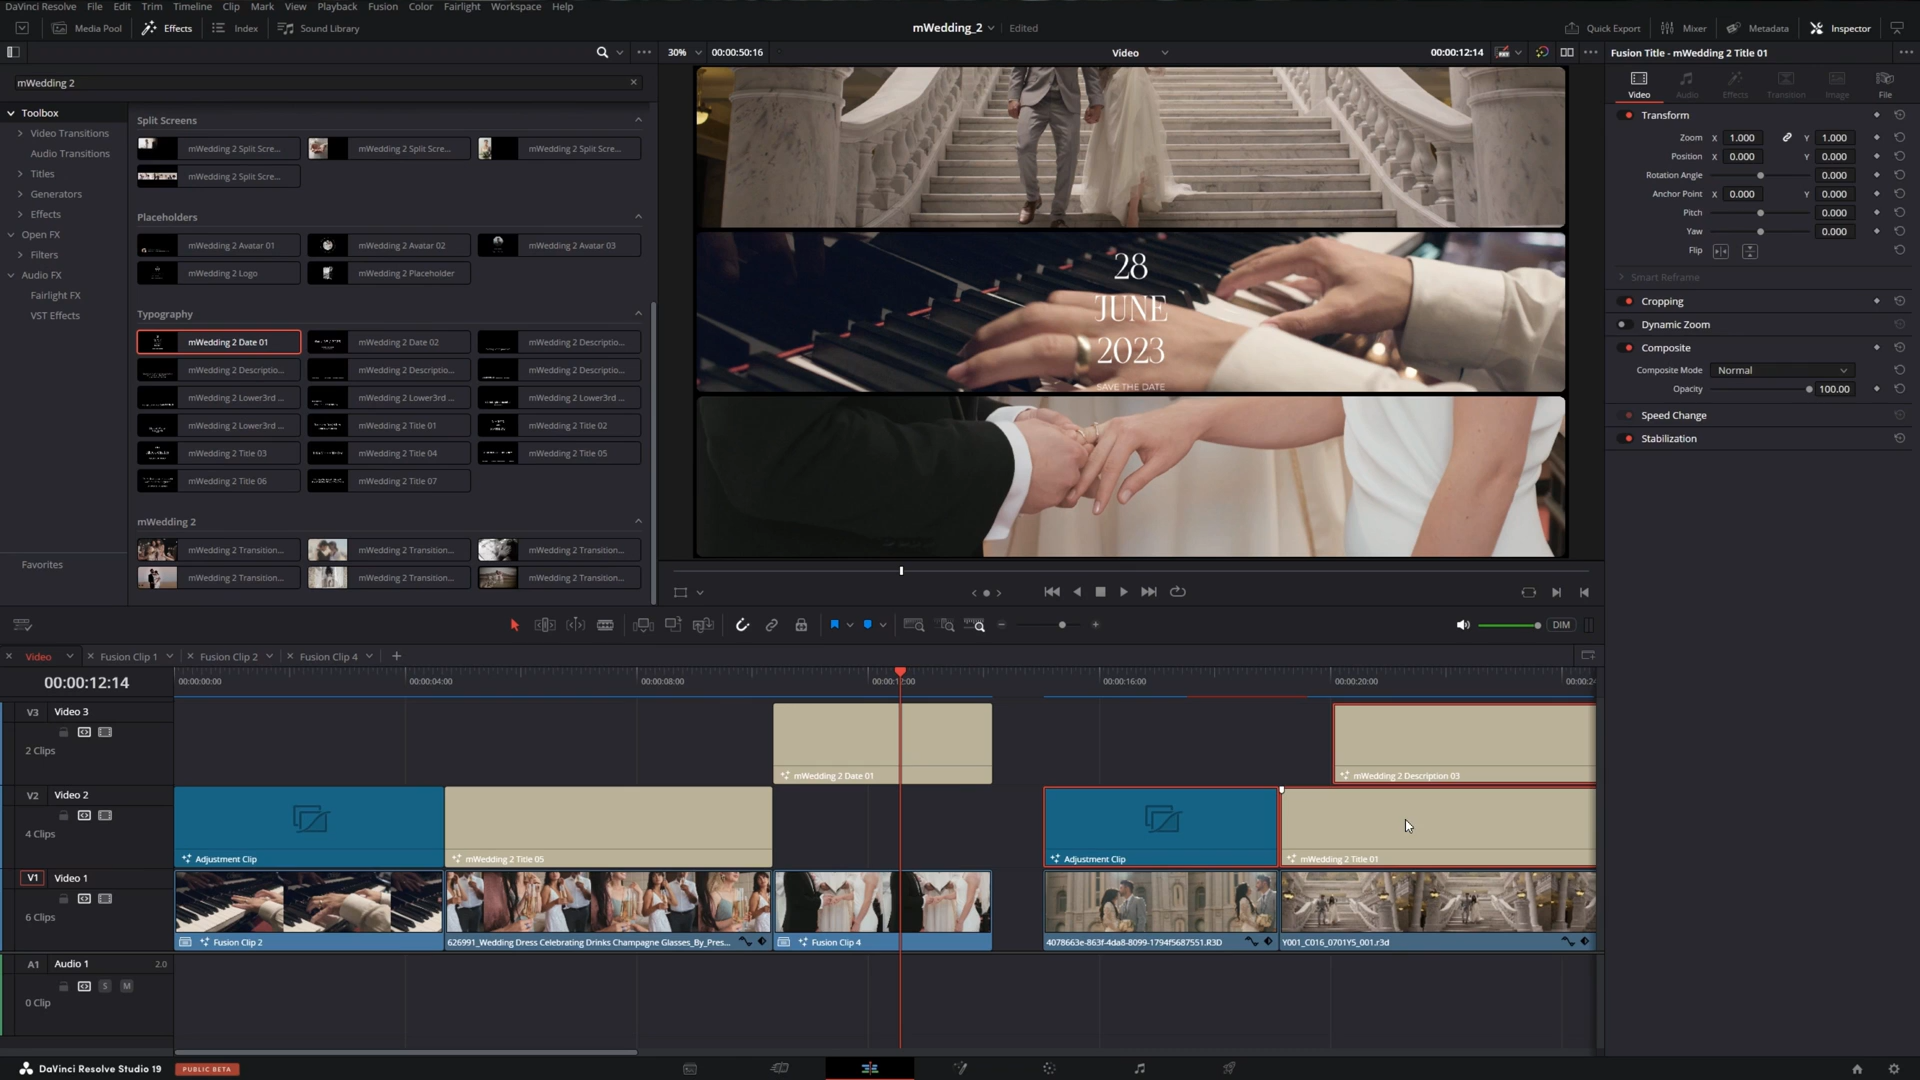 DaVinci Resolve File Edit Trim Timeline Clip Mark View Playback Fusion Color Fairlight Workspace Help
Media Pool Effects Index Sound Library
mWedding_2 Edited
Quick Export Mixer Metadata Inspector
30% 00:00:50:16 Video 00:00:12:14
Fusion Title - mWedding 2 Title 01
mWedding 2
Video Audio Effects Transition Image File
Toolbox
Video Transitions
Audio Transitions
Titles
Generators
Effects
Open FX
Filters
Audio FX
Fairlight FX
VST Effects
Favorites
Split Screens
mWedding 2 Split Scre... mWedding 2 Split Scre... mWedding 2 Split Scre...
mWedding 2 Split Scre...
Placeholders
mWedding 2 Avatar 01 mWedding 2 Avatar 02 mWedding 2 Avatar 03
mWedding 2 Logo mWedding 2 Placeholder
Typography
mWedding 2 Date 01 mWedding 2 Date 02 mWedding 2 Descriptio...
mWedding 2 Descriptio... mWedding 2 Descriptio... mWedding 2 Descriptio...
mWedding 2 Lower3rd ... mWedding 2 Lower3rd ... mWedding 2 Lower3rd ...
mWedding 2 Lower3rd ... mWedding 2 Title 01 mWedding 2 Title 02
mWedding 2 Title 03 mWedding 2 Title 04 mWedding 2 Title 05
mWedding 2 Title 06 mWedding 2 Title 07
mWedding 2
mWedding 2 Transition... mWedding 2 Transition... mWedding 2 Transition...
mWedding 2 Transition... mWedding 2 Transition... mWedding 2 Transition...
28
JUNE
2023
SAVE THE DATE
Transform
Zoom X 1.000 Y 1.000
Position X 0.000 Y 0.000
Rotation Angle 0.000
Anchor Point X 0.000 Y 0.000
Pitch 0.000
Yaw 0.000
Flip
Smart Reframe
Cropping
Dynamic Zoom
Composite
Composite Mode Normal
Opacity 100.00
Speed Change
Stabilization
DIM
Video Fusion Clip 1 Fusion Clip 2 Fusion Clip 4
00:00:12:14 00:00:00:00 00:00:04:00 00:00:08:00 00:00:16:00 00:00:20:00
V3 Video 3
2 Clips
mWedding 2 Date 01 mWedding 2 Description 03
V2 Video 2
4 Clips
Adjustment Clip mWedding 2 Title 05 Adjustment Clip mWedding 2 Title 01
V1 Video 1
6 Clips
Fusion Clip 2 626991_Wedding Dress Celebrating Drinks Champagne Glasses_By_Pres... Fusion Clip 4 4078663e-863f-4da8-8099-1794f5687551.R3D Y001_C016_0701Y5_001.r3d
A1 Audio 1 2.0
S M
0 Clip
DaVinci Resolve Studio 19 PUBLIC BETA